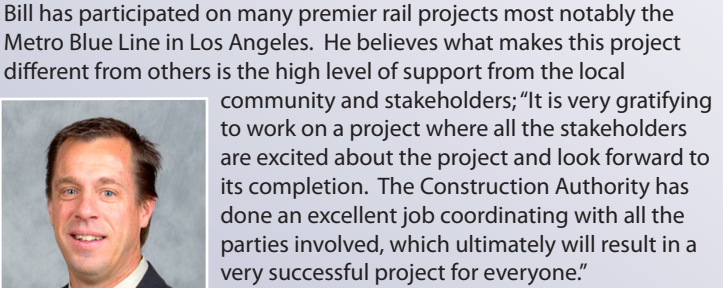 Bill has participated on many premier rail projects most notably the
Metro Blue Line in Los Angeles.  He believes what makes this project
different from others is the high level of support from the local
community and stakeholders; “It is very gratifying
to work on a project where all the stakeholders
are excited about the project and look forward to
its completion.  The Construction Authority has
done an excellent job coordinating with all the
parties involved, which ultimately will result in a
very successful project for everyone.”